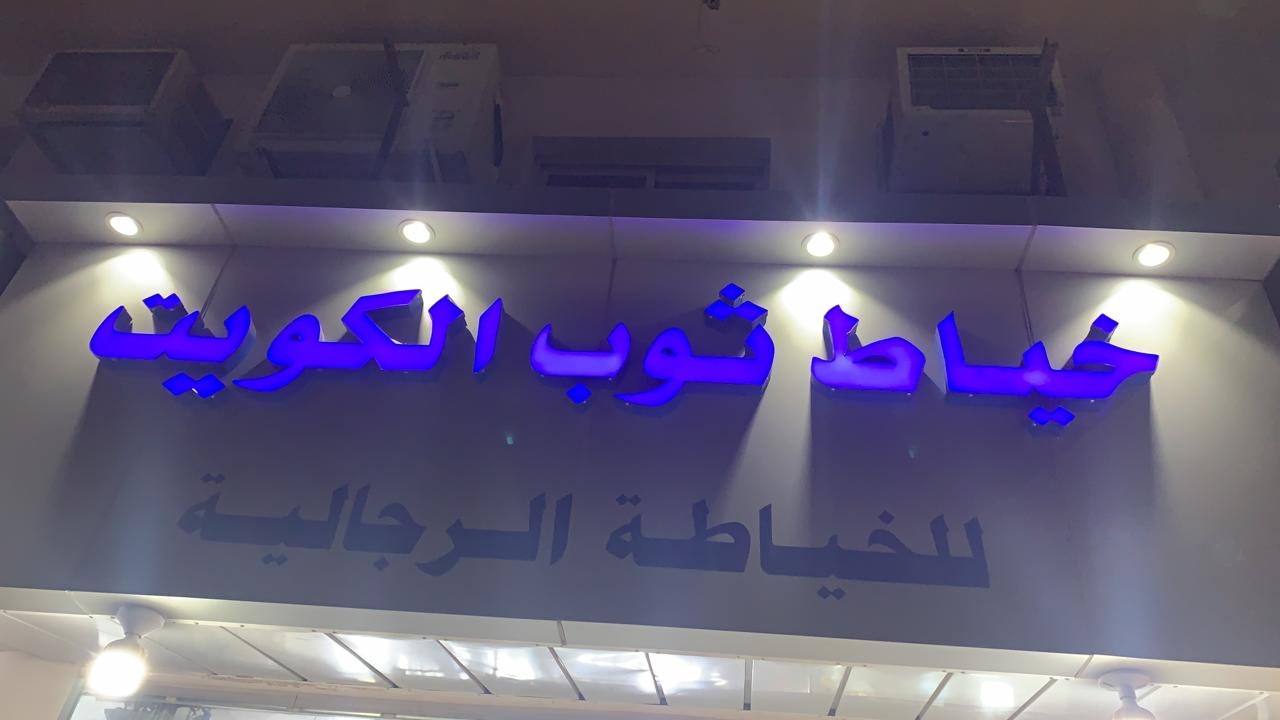 خياط ثوب الكويت
للخياطة الرجالية